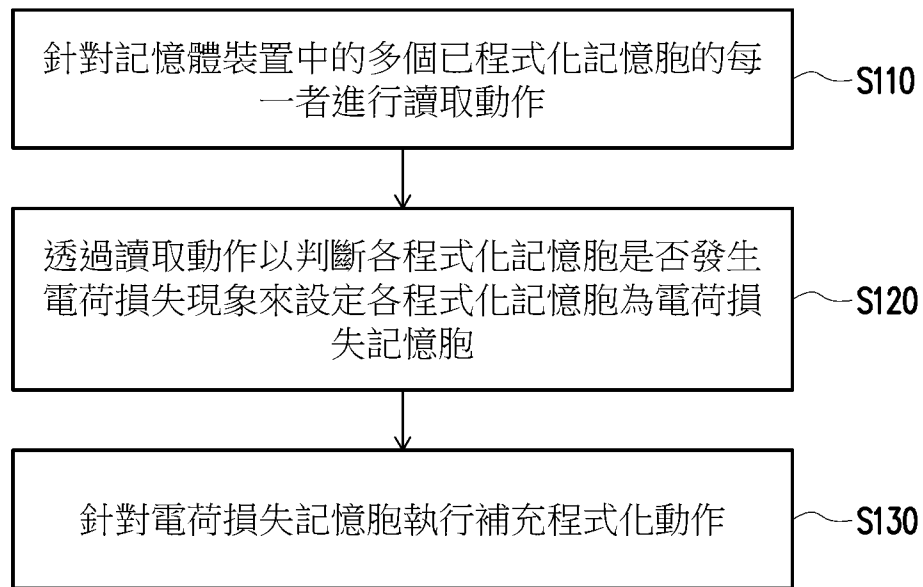 針對記憶體裝置中的多個已程式化記憶胞的每
一者進行讀取動作
S110
透過讀取動作以判斷各程式化記憶胞是否發生
電荷損失現象來設定各程式化記憶胞為電荷損
失記憶胞
S120
針對電荷損失記憶胞執行補充程式化動作
S130